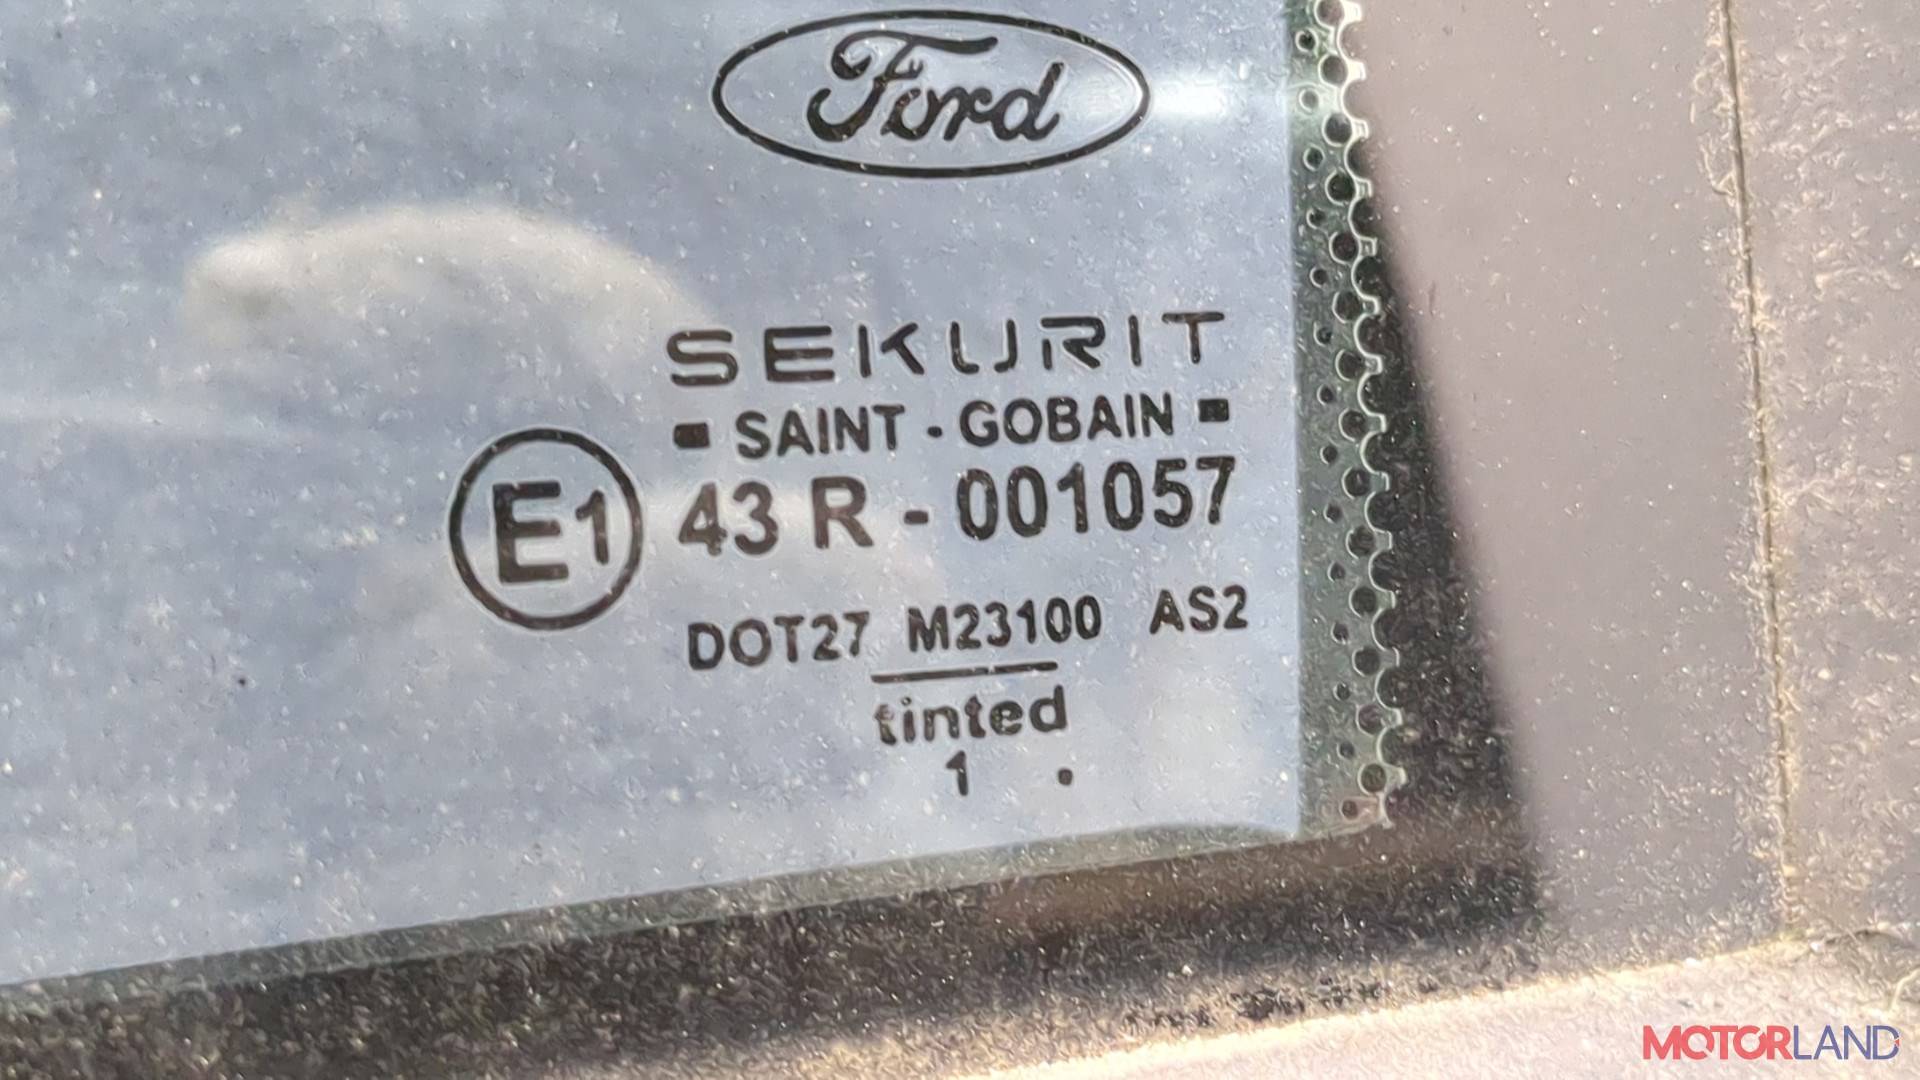 Ford
SEKURIT
SAINT - GOBAIN
E1 43 R - 001057
DOT27 M23100 AS2
tinted
1 .
MOTORLAND